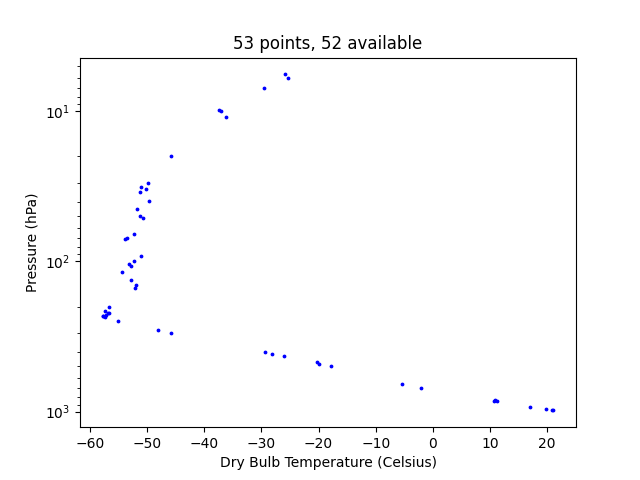 53 points, 52 available
10¹
10²
10³
Pressure (hPa)
−60 −50 −40 −30 −20 −10 0 10 20
Dry Bulb Temperature (Celsius)